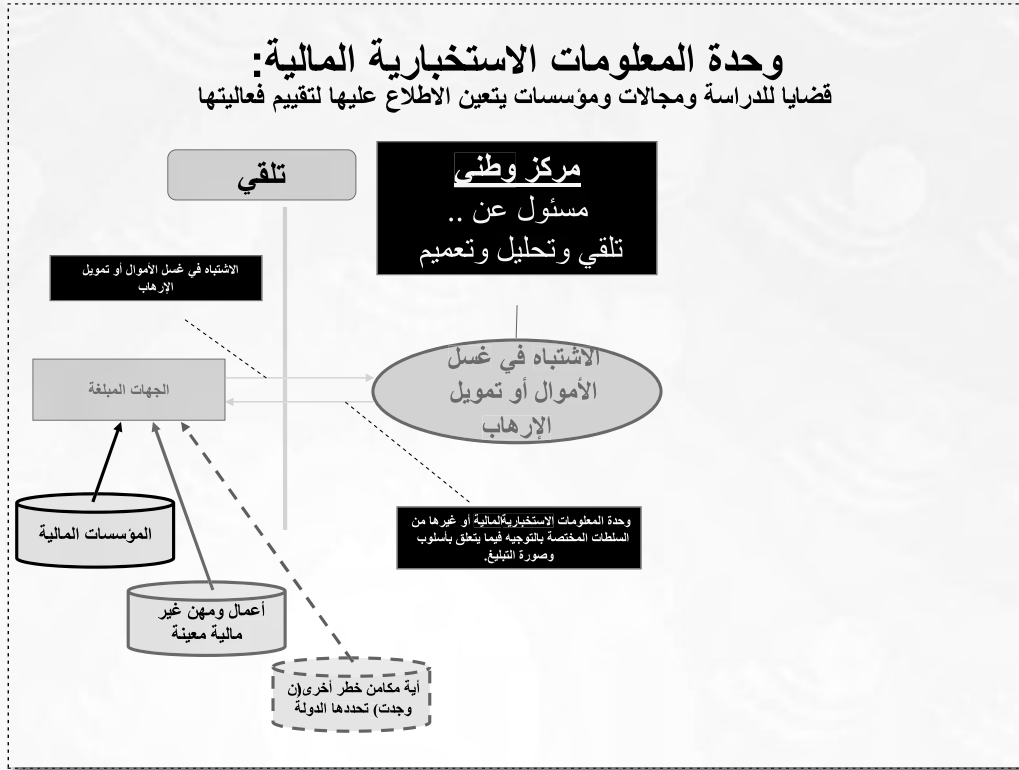 وحدة المعلومات الاستخبارية المالية:
قضايا للدراسة ومجالات ومؤسسات يتعين الاطلاع عليها لتقييم فعاليتها
مركز وطني
مسئول عن ..
تلقي وتحليل وتعميم
تلقي
الاشتباه في غسل الأموال أو تمويل
الإرهاب
الاشتباه في غسل
الأموال أو تمويل
الإرهاب
الجهات المبلغة
وحدة المعلومات الاستخباريةالمالية أو غيرها من
السلطات المختصة بالتوجيه فيما يتعلق بأسلوب
وصورة التبليغ.
المؤسسات المالية
أعمال ومهن غير
مالية معينة
أية مكامن خطر أخرى(ن
وجدت) تحددها الدولة